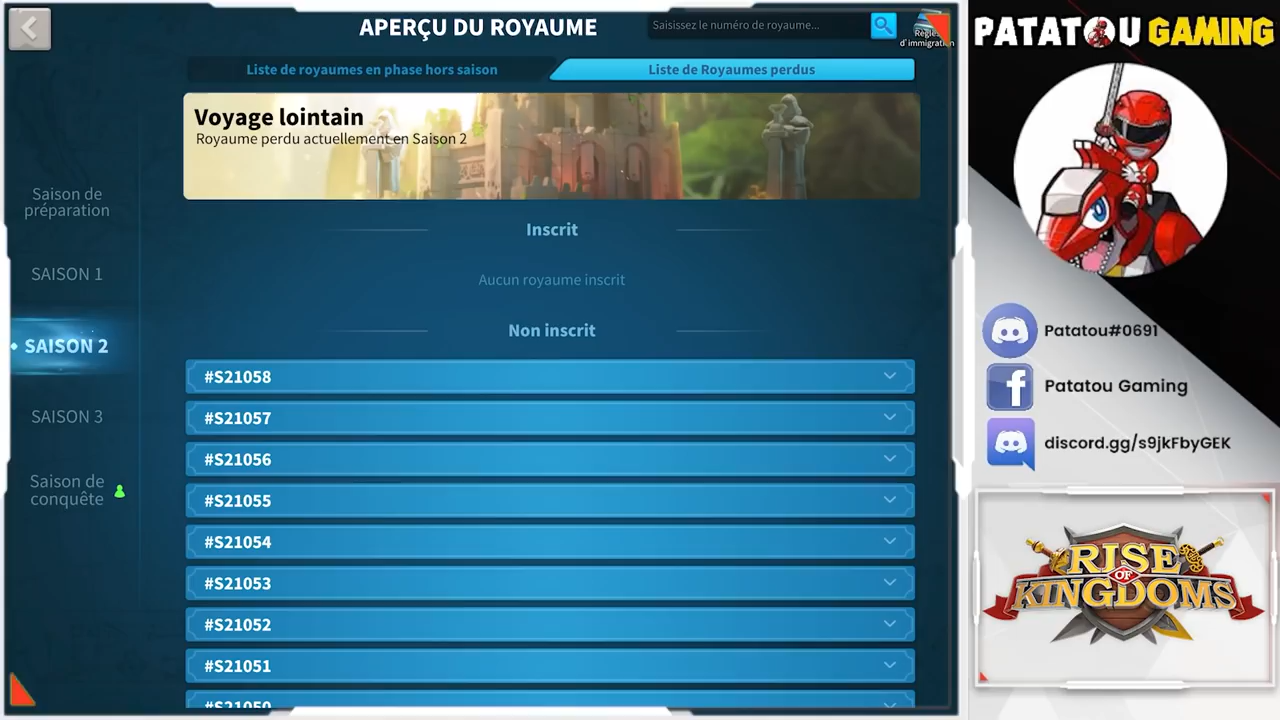 APERÇU DU ROYAUME
Saisissez le numéro de royaume...
Règles
d'immigration
Liste de royaumes en phase hors saison
Liste de Royaumes perdus
Voyage lointain
Royaume perdu actuellement en Saison 2
Saison de
préparation
SAISON 1
SAISON 2
SAISON 3
Saison de
conquête
Inscrit
Aucun royaume inscrit
Non inscrit
#S21058
#S21057
#S21056
#S21055
#S21054
#S21053
#S21052
#S21051
#S21050
PATATOU GAMING
Patatou#0691
Patatou Gaming
discord.gg/s9jkFbyGEK
RISE
OF
KINGDOMS